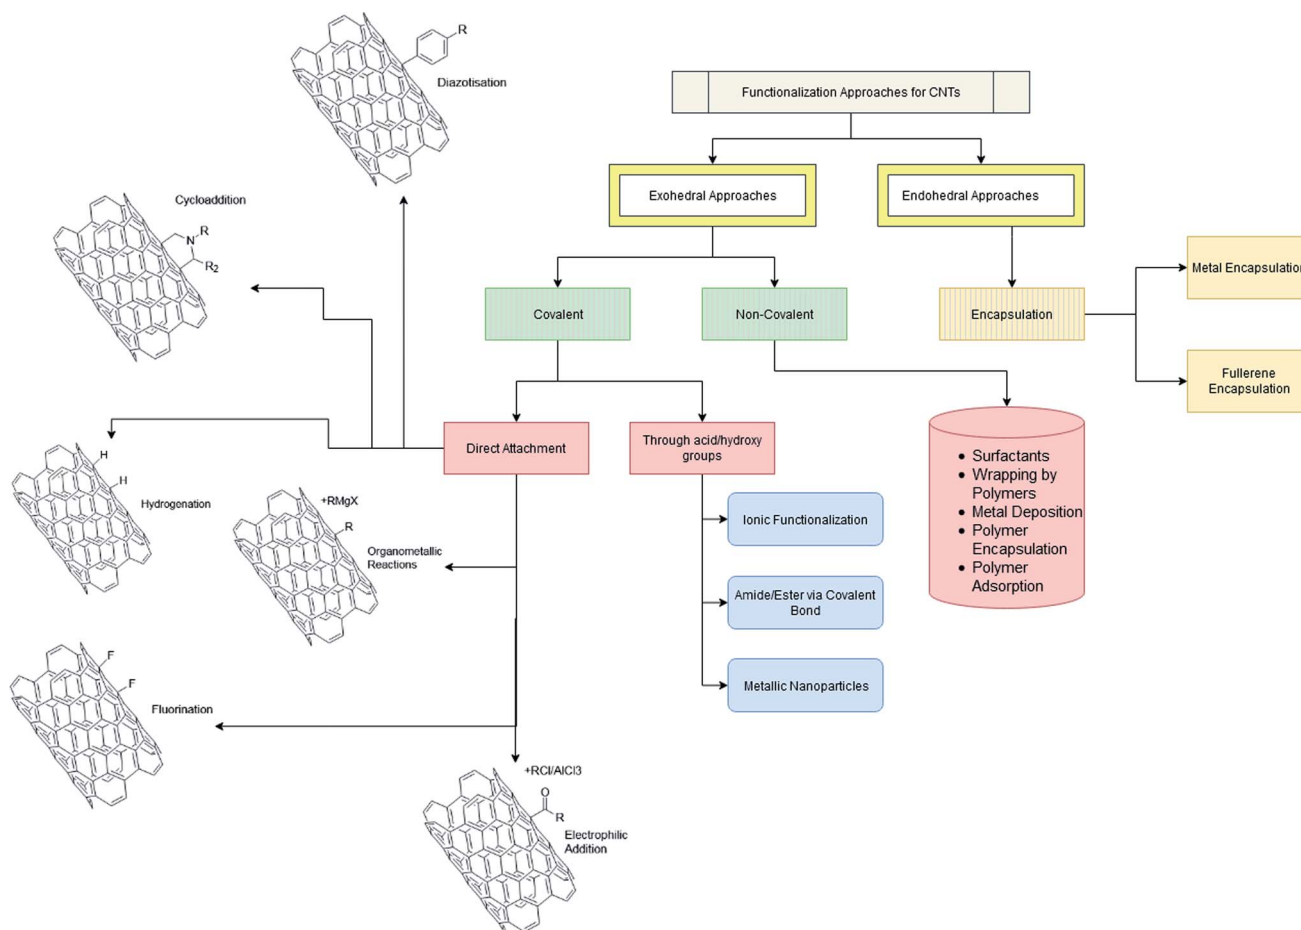 R
Diazotisation
Functionalization Approaches for CNTs
Exohedral Approaches
Endohedral Approaches
Cycloaddition
R
N
R2
Metal Encapsulation
Covalent
Non-Covalent
Encapsulation
Fullerene
Encapsulation
Direct Attachment
Through acid/hydroxy
groups
• Surfactants
• Wrapping by
Polymers
• Metal Deposition
• Polymer
Encapsulation
• Polymer
Adsorption
H
H
Hydrogenation
+RMgX
R
Organometallic
Reactions
Ionic Functionalization
Amide/Ester via Covalent
Bond
Metallic Nanoparticles
F
F
Fluorination
+RCl/AlCl3
O
R
Electrophilic
Addition